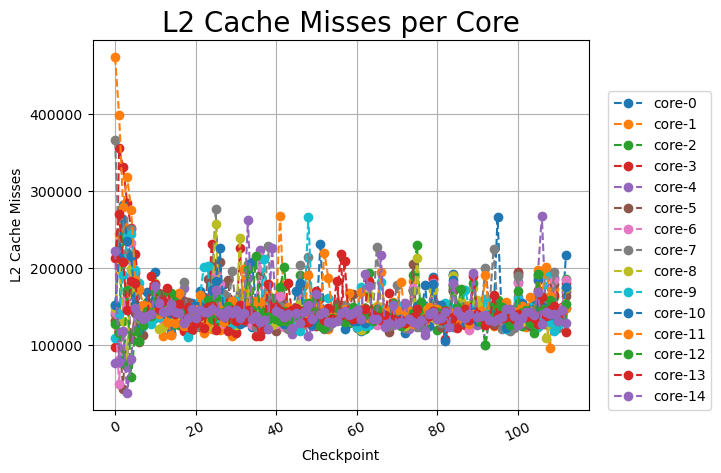 L2 Cache Misses per Core
L2 Cache Misses
400000
300000
200000
100000
0
20
40
60
80
100
Checkpoint
core-0
core-1
core-2
core-3
core-4
core-5
core-6
core-7
core-8
core-9
core-10
core-11
core-12
core-13
core-14